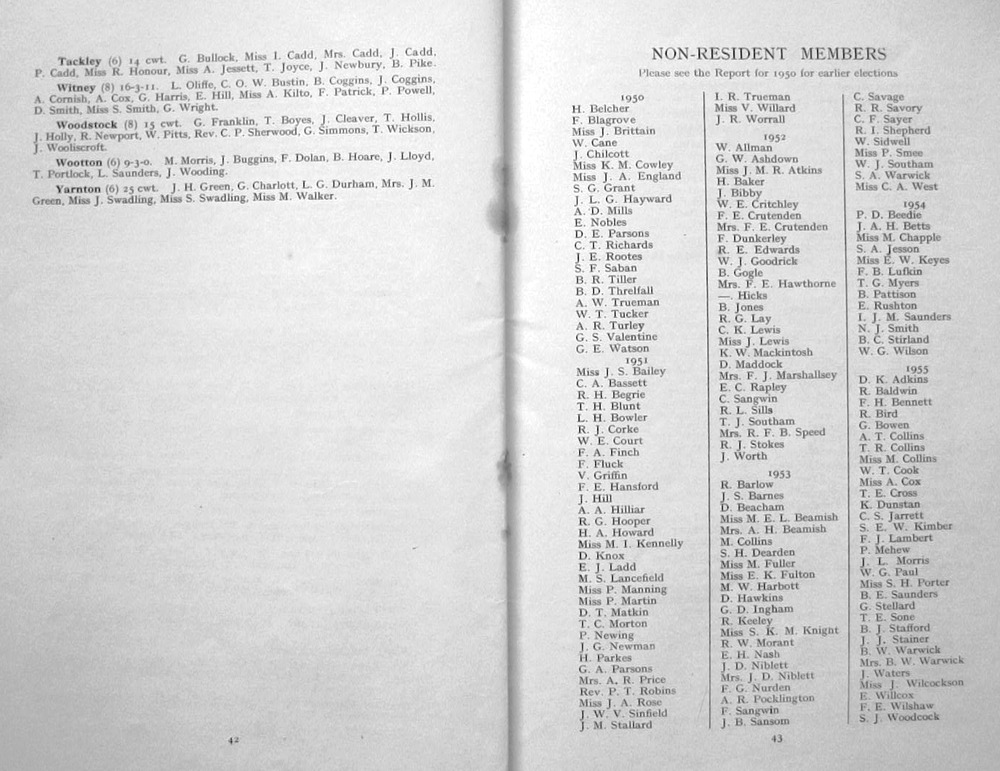 Tackley (6) 14 cwt. G. Bullock, Miss I. Cadd, Mrs. Cadd, J. Cadd,
P. Cadd, Miss R. Honour, Miss A. Jessett, T. Joyce, J. Newbury, B. Pike.
Witney (8) 16-3-11. L. Oliffe, C. O. W. Bustin, B. Coggins, J. Coggins,
A. Cornish, A. Cox, G. Harris, E. Hill, Miss A. Kilto, F. Patrick, P. Powell,
D. Smith, Miss S. Smith, G. Wright.
Woodstock (8) 15 cwt. G. Franklin, T. Boyes, J. Cleaver, T. Hollis,
J. Holly, R. Newport, W. Pitts, Rev. C. P. Sherwood, G. Simmons, T. Wickson,
J. Wooliscroft.
Wootton (6) 9-3-0. M. Morris, J. Buggins, F. Dolan, B. Hoare, J. Lloyd,
T. Portlock, L. Saunders, J. Wooding.
Yarnton (6) 25 cwt. J. H. Green, G. Charlott, L. G. Durham, Mrs. J. M.
Green, Miss J. Swadling, Miss S. Swadling, Miss M. Walker.
42
NON-RESIDENT MEMBERS
Please see the Report for 1950 for earlier elections
1950
H. Belcher
F. Blagrove
Miss J. Brittain
W. Cane
J. Chilcott
Miss K. M. Cowley
Miss J. A. England
S. G. Grant
J. L. G. Hayward
A. D. Mills
E. Nobles
D. E. Parsons
C. T. Richards
J. E. Rootes
S. F. Saban
B. R. Tiller
B. D. Threlfall
A. W. Trueman
W. T. Tucker
A. R. Turley
G. S. Valentine
G. E. Watson
1951
Miss J. S. Bailey
C. A. Bassett
R. H. Begrie
T. H. Blunt
L. H. Bowler
R. J. Corke
W. E. Court
F. A. Finch
F. Fluck
V. Griffin
F. E. Hansford
J. Hill
A. A. Hilliar
R. G. Hooper
H. A. Howard
Miss M. I. Kennelly
D. Knox
E. J. Ladd
M. S. Lancefield
Miss P. Manning
Miss P. Martin
D. T. Matkin
T. C. Morton
P. Newing
J. G. Newman
H. Parkes
G. A. Parsons
Mrs. A. R. Price
Rev. P. T. Robins
Miss J. A. Rose
J. W. V. Sinfield
J. M. Stallard
I. R. Trueman
Miss V. Willard
J. R. Worrall
1952
W. Allman
G. W. Ashdown
Miss J. M. R. Atkins
H. Baker
J. Bibby
W. E. Critchley
F. E. Crutenden
Mrs. F. E. Crutenden
F. Dunkerley
R. E. Edwards
W. J. Goodrick
B. Gogle
Mrs. F. E. Hawthorne
—. Hicks
B. Jones
R. G. Lay
C. K. Lewis
Miss J. Lewis
K. W. Mackintosh
D. Maddock
Mrs. F. J. Marshallsey
E. C. Rapley
C. Sangwin
R. L. Sills
T. J. Southam
Mrs. R. F. B. Speed
R. J. Stokes
J. Worth
1953
R. Barlow
J. S. Barnes
D. Beacham
Miss M. E. L. Beamish
Mrs. A. H. Beamish
M. Collins
S. H. Dearden
Miss M. Fuller
Miss E. K. Fulton
M. W. Harbott
D. Hawkins
G. D. Ingham
R. Keeley
Miss S. K. M. Knight
R. W. Morant
E. H. Nash
J. D. Niblett
Mrs. J. D. Niblett
F. G. Nurden
A. R. Pocklington
F. Sangwin
J. B. Sansom
C. Savage
R. R. Savory
C. F. Sayer
R. I. Shepherd
W. Sidwell
Miss P. Smee
W. J. Southam
S. A. Warwick
Miss C. A. West
1954
P. D. Beedie
J. A. H. Betts
Miss M. Chapple
S. A. Jesson
Miss E. W. Keyes
F. B. Lufkin
T. G. Myers
B. Pattison
E. Rushton
I. J. M. Saunders
N. J. Smith
B. C. Stirland
W. G. Wilson
1955
D. K. Adkins
R. Baldwin
F. H. Bennett
R. Bird
G. Bowen
A. T. Collins
T. R. Collins
Miss M. Collins
W. T. Cook
Miss A. Cox
T. E. Cross
K. Dunstan
C. S. Jarrett
S. E. W. Kimber
F. J. Lambert
P. Mehew
J. L. Morris
W. G. Paul
Miss S. H. Porter
B. E. Saunders
G. Stellard
T. E. Sone
B. J. Stafford
J. J. Stainer
B. W. Warwick
Mrs. B. W. Warwick
J. Waters
Miss J. Wilcockson
E. Willcox
F. E. Wilshaw
S. J. Woodcock
43